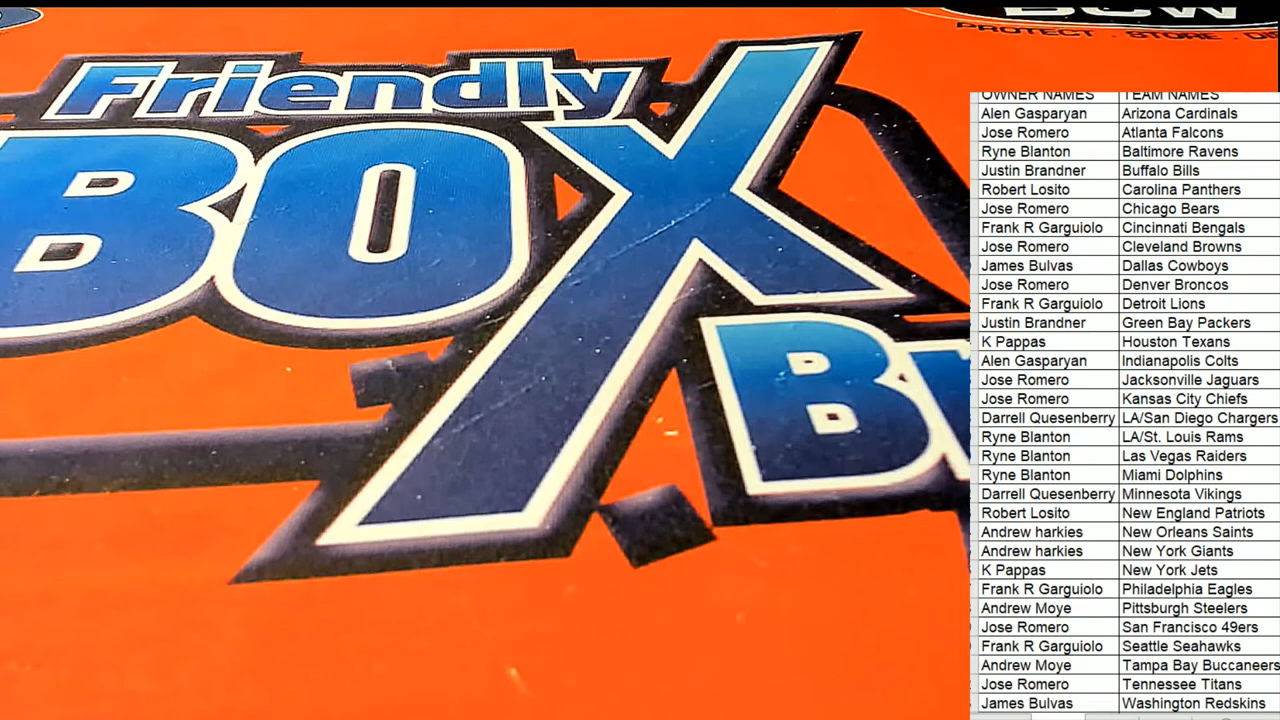 BCW
PROTECT · STORE · DIS
Friendly
BOX
OWNER NAMES TEAM NAMES
Alen Gasparyan Arizona Cardinals
Jose Romero Atlanta Falcons
Ryne Blanton Baltimore Ravens
Justin Brandner Buffalo Bills
Robert Losito Carolina Panthers
Jose Romero Chicago Bears
Frank R Garguiolo Cincinnati Bengals
Jose Romero Cleveland Browns
James Bulvas Dallas Cowboys
Jose Romero Denver Broncos
Frank R Garguiolo Detroit Lions
Justin Brandner Green Bay Packers
K Pappas Houston Texans
Alen Gasparyan Indianapolis Colts
Jose Romero Jacksonville Jaguars
Jose Romero Kansas City Chiefs
Darrell Quesenberry LA/San Diego Chargers
Ryne Blanton LA/St. Louis Rams
Ryne Blanton Las Vegas Raiders
Ryne Blanton Miami Dolphins
Darrell Quesenberry Minnesota Vikings
Robert Losito New England Patriots
Andrew harkies New Orleans Saints
Andrew harkies New York Giants
K Pappas New York Jets
Frank R Garguiolo Philadelphia Eagles
Andrew Moye Pittsburgh Steelers
Jose Romero San Francisco 49ers
Frank R Garguiolo Seattle Seahawks
Andrew Moye Tampa Bay Buccaneers
Jose Romero Tennessee Titans
James Bulvas Washington Redskins